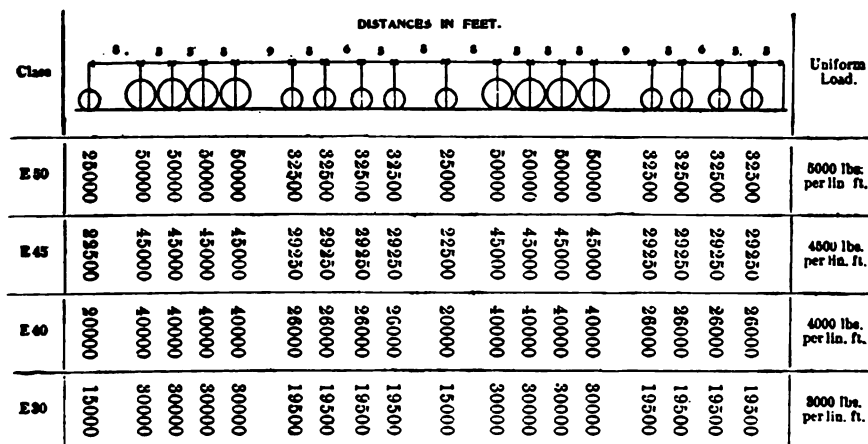 DISTANCES IN FEET.
8. 5 5 5 9 5 6 5 8 8 5 5 5 9 5 6 5. 5
Class
Uniform
Load.
E 50 25000 50000 50000 50000 50000 32500 32500 32500 32500 25000 50000 50000 50000 50000 32500 32500 32500 32500 5000 lbs.
per lin. ft.
E 45 22500 45000 45000 45000 45000 29250 29250 29250 29250 22500 45000 45000 45000 45000 29250 29250 29250 29250 4500 lbs.
per lin. ft.
E 40 20000 40000 40000 40000 40000 26000 26000 26000 26000 20000 40000 40000 40000 40000 26000 26000 26000 26000 4000 lbs.
per lin. ft.
E 30 15000 30000 30000 30000 30000 19500 19500 19500 19500 15000 30000 30000 30000 30000 19500 19500 19500 19500 3000 lbs.
per lin. ft.